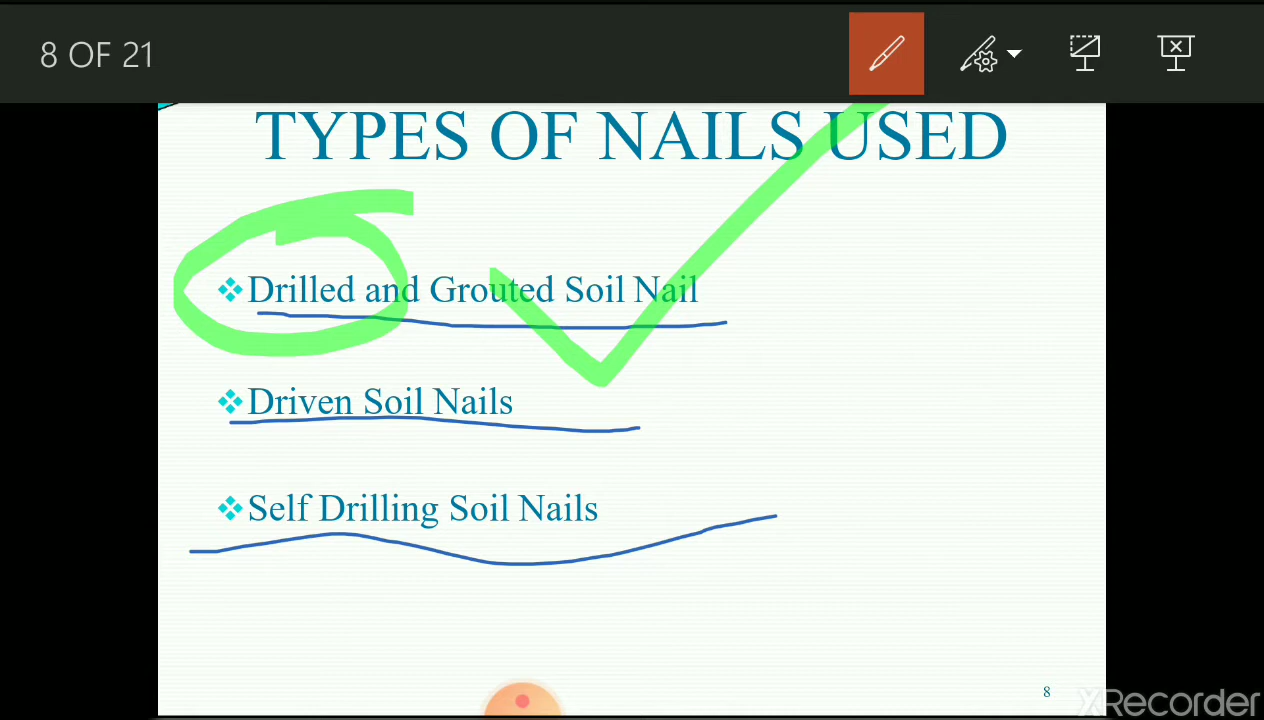 8 OF 21
TYPES OF NAILS USED
Drilled and Grouted Soil Nail
Driven Soil Nails
Self Drilling Soil Nails
8
XRecorder